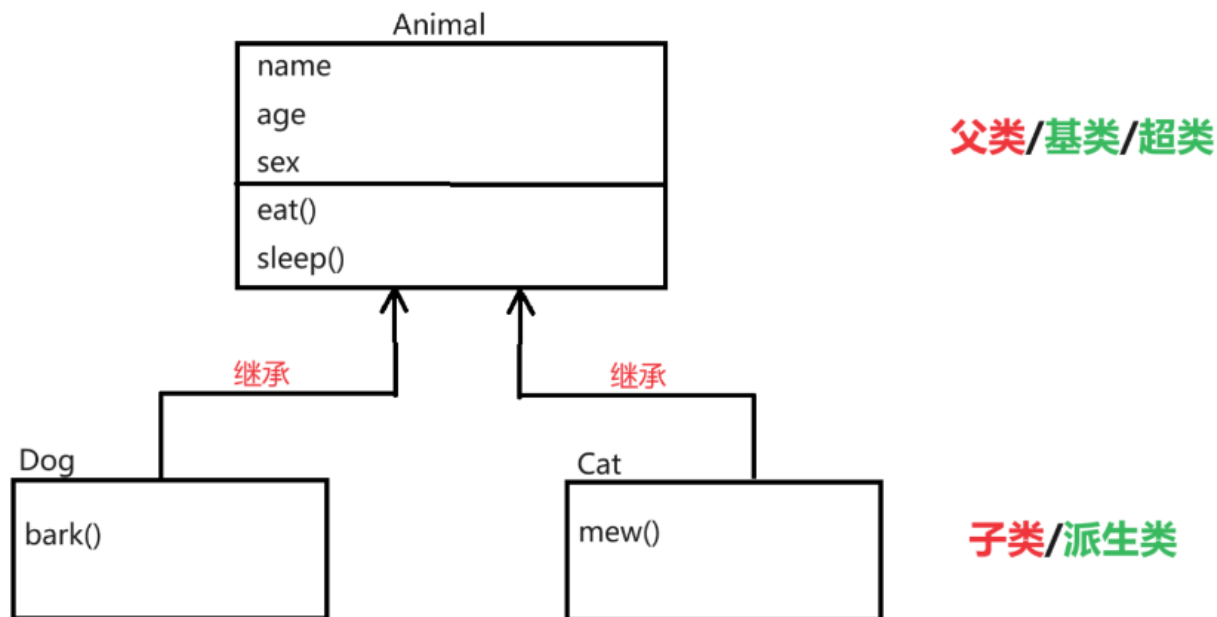 Animal
name
age
sex
eat()
sleep()
父类/基类/超类
继承
继承
Dog
bark()
Cat
mew()
子类/派生类